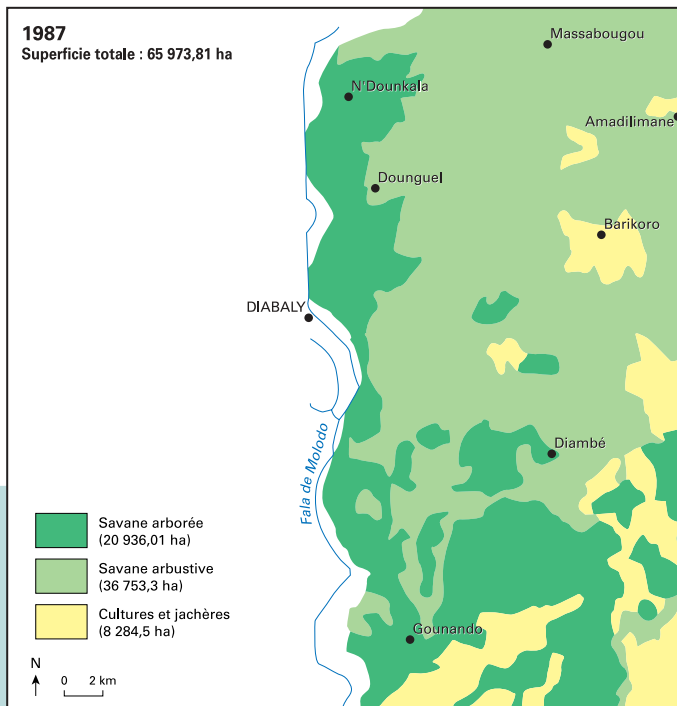 1987
Superficie totale : 65 973,81 ha
Massabougou
N'Dounkala
Amadilimane
Dounguel
Barikoro
DIABALY
Diambé
Fala de Molodo
Savane arborée
(20 936,01 ha)
Savane arbustive
(36 753,3 ha)
Cultures et jachères
(8 284,5 ha)
Gounando
N
0 2 km